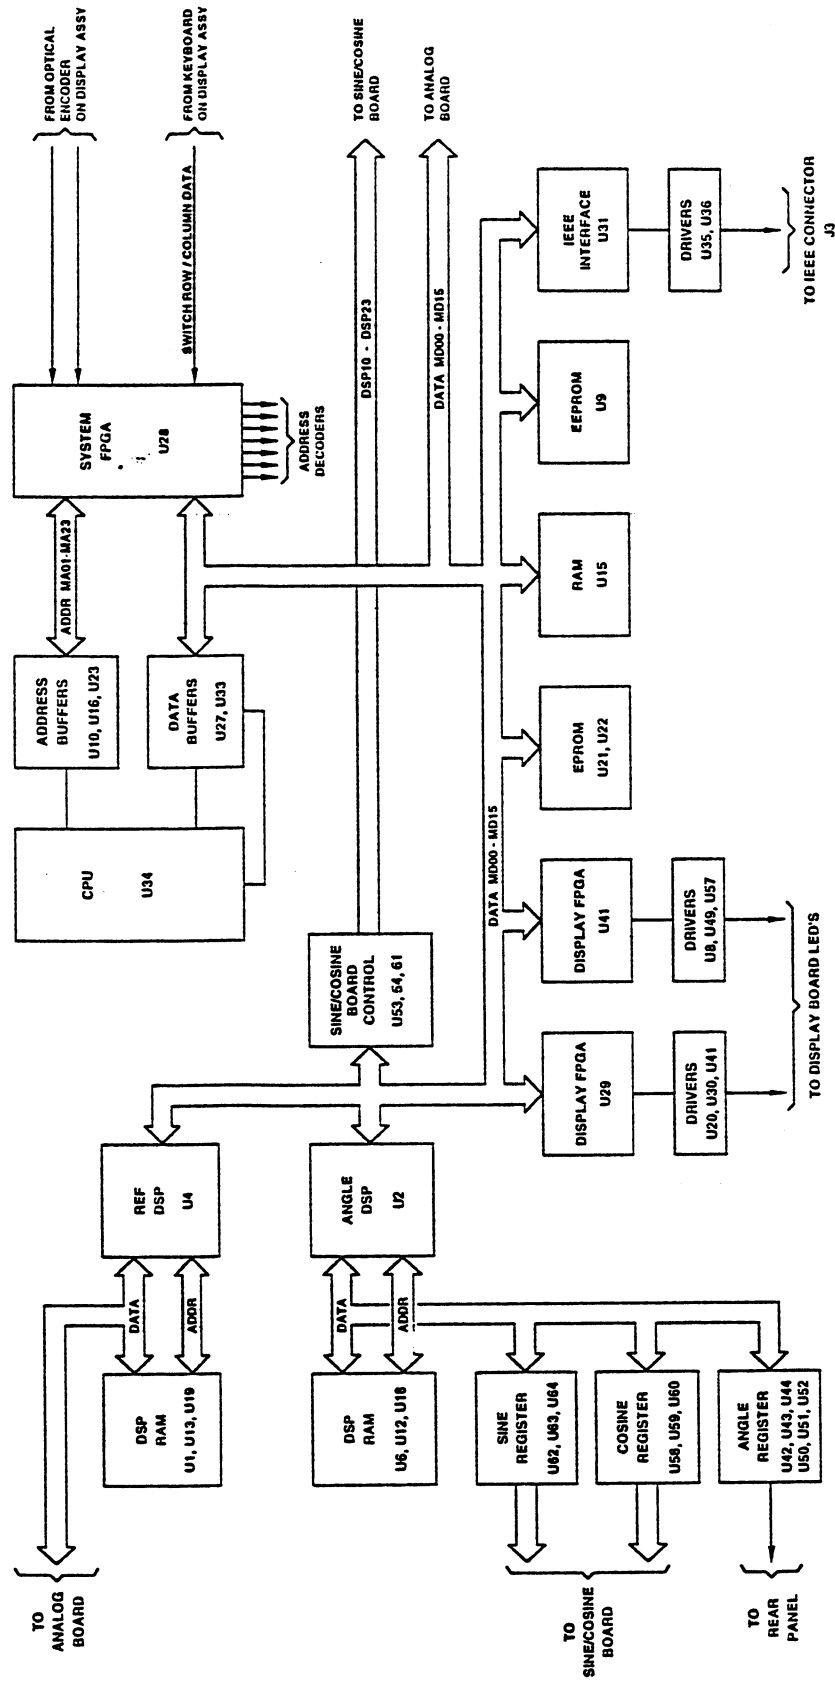 FROM OPTICAL
ENCODER
ON DISPLAY ASSY
FROM KEYBOARD
ON DISPLAY ASSY
SWITCH ROW / COLUMN DATA
TO SINE/COSINE
BOARD
TO ANALOG
BOARD
SYSTEM
FPGA
U28
ADDRESS
DECODERS
DSP10 - DSP23
DATA MD00 - MD15
IEEE
INTERFACE
U31
DRIVERS
U35, U36
TO IEEE CONNECTOR
J3
EEPROM
U9
RAM
U15
EPROM
U21, U22
ADDR MA01-MA23
ADDRESS
BUFFERS
U10, U16, U23
DATA
BUFFERS
U27, U33
CPU
U34
DATA MD00 - MD15
SINE/COSINE
BOARD
CONTROL
U53, 54, 61
DISPLAY FPGA
U41
DRIVERS
U8, U49, U57
DISPLAY FPGA
U29
DRIVERS
U20, U30, U41
TO DISPLAY BOARD LED'S
REF
DSP
U4
ANGLE
DSP
U2
DATA
ADDR
DATA
ADDR
DSP
RAM
U1, U13, U19
DSP
RAM
U6, U12, U18
SINE
REGISTER
U62, U63, U64
COSINE
REGISTER
U58, U59, U60
ANGLE
REGISTER
U42, U43, U44
U50, U51, U52
TO
ANALOG
BOARD
TO
SINE/COSINE
BOARD
TO
REAR
PANEL